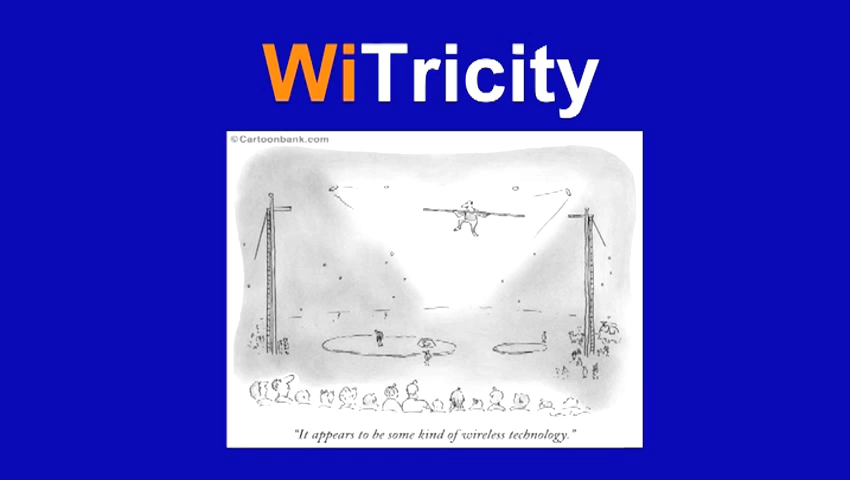 WiTricity
©Cartoonbank.com
"It appears to be some kind of wireless technology."